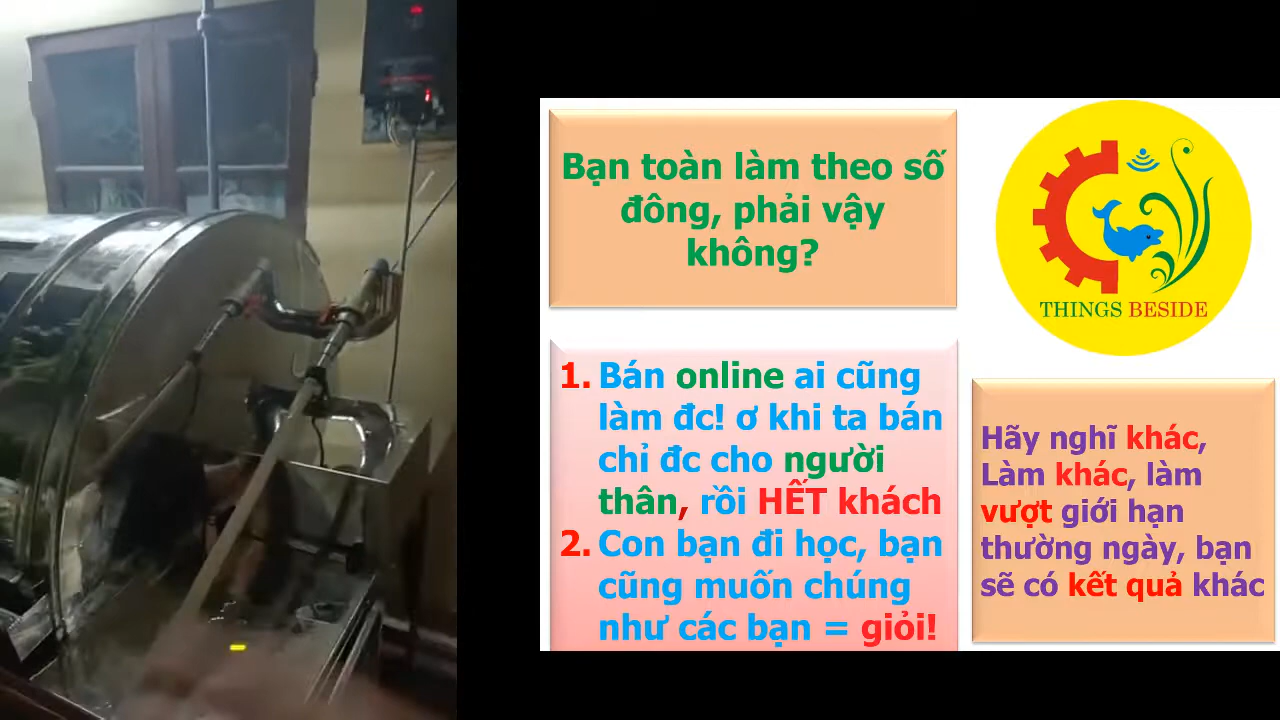 Bạn toàn làm theo số
đông, phải vậy
không?
THINGS BESIDE
1. Bán online ai cũng
làm đc! ơ khi ta bán
chỉ đc cho người
thân, rồi HẾT khách
2. Con bạn đi học, bạn
cũng muốn chúng
như các bạn = giỏi!
Hãy nghĩ khác,
Làm khác, làm
vượt giới hạn
thường ngày, bạn
sẽ có kết quả khác